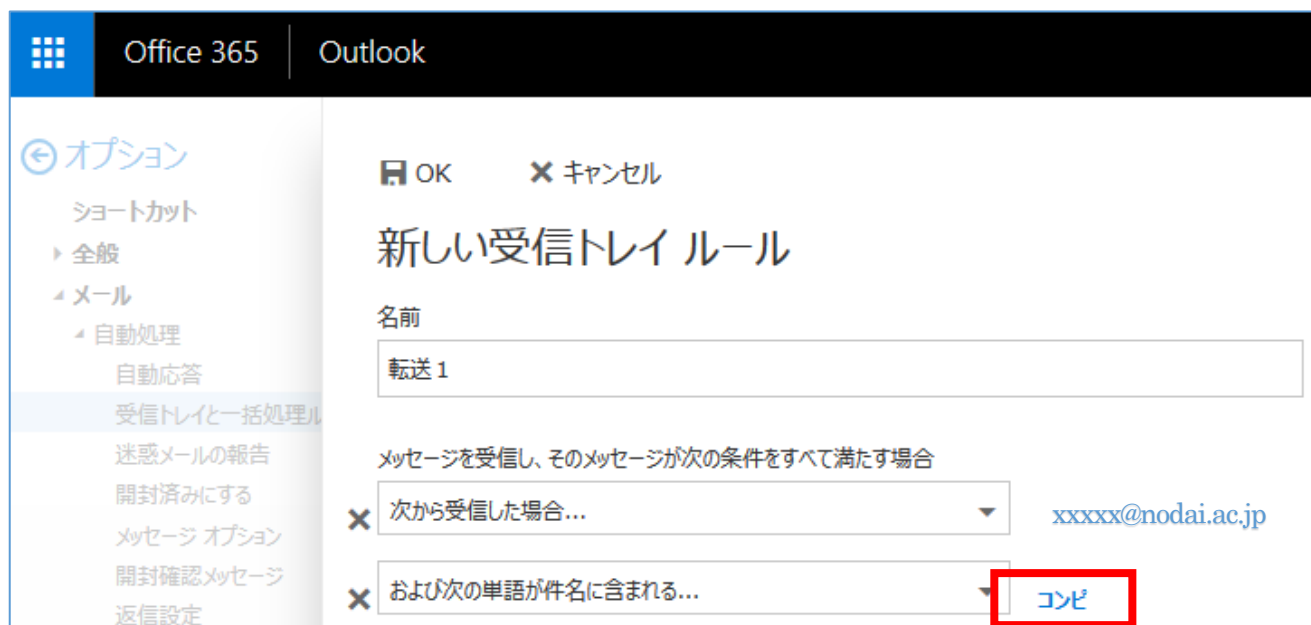 Office 365 Outlook
オプション
ショートカット
全般
メール
自動処理
自動応答
受信トレイと一括処理ル
迷惑メールの報告
開封済みにする
メッセージ オプション
開封確認メッセージ
返信設定
OK キャンセル
新しい受信トレイ ルール
名前
転送1
メッセージを受信し、そのメッセージが次の条件をすべて満たす場合
次から受信した場合... xxxxx@nodai.ac.jp
および次の単語が件名に含まれる... コンピ